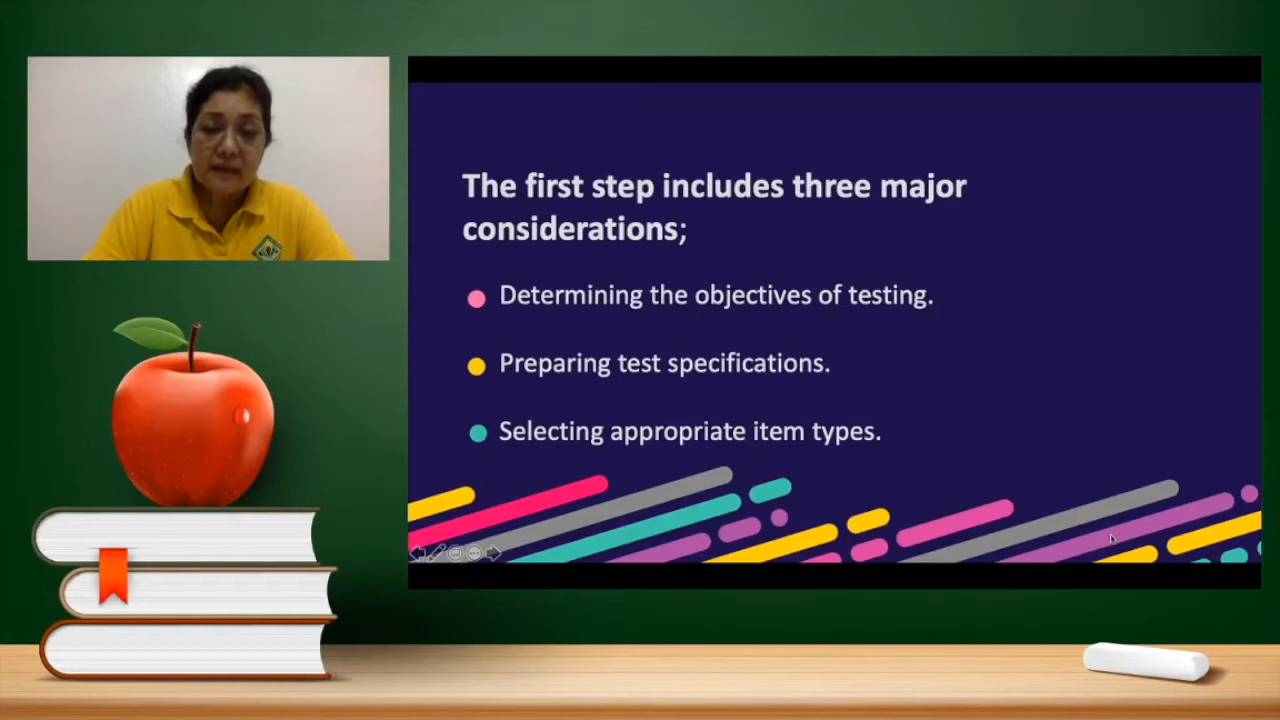 The first step includes three major
considerations;
Determining the objectives of testing.
Preparing test specifications.
Selecting appropriate item types.